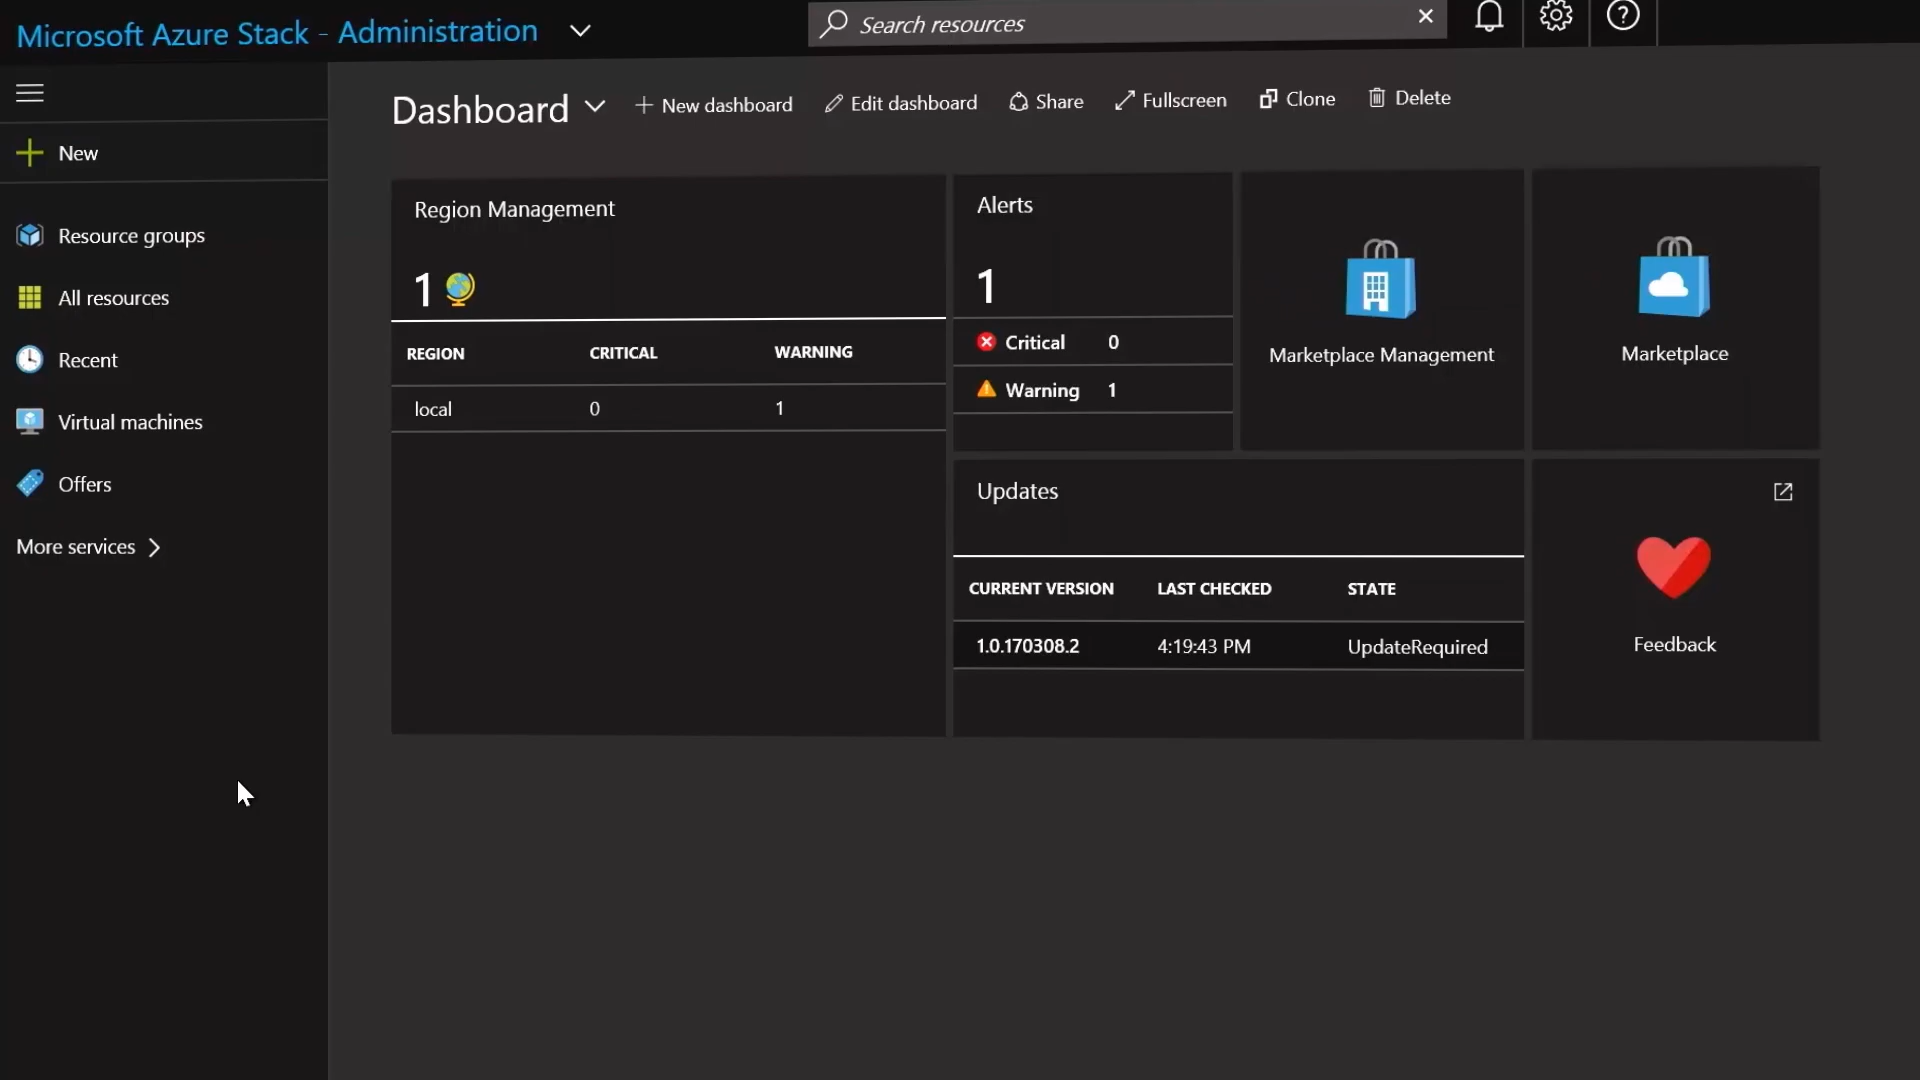 Microsoft Azure Stack - Administration
Search resources
New
Resource groups
All resources
Recent
Virtual machines
Offers
More services
Dashboard
New dashboard
Edit dashboard
Share
Fullscreen
Clone
Delete
Region Management
1
REGION CRITICAL WARNING
local 0 1
Alerts
1
Critical 0
Warning 1
Marketplace Management
Marketplace
Updates
CURRENT VERSION LAST CHECKED STATE
1.0.170308.2 4:19:43 PM UpdateRequired
Feedback